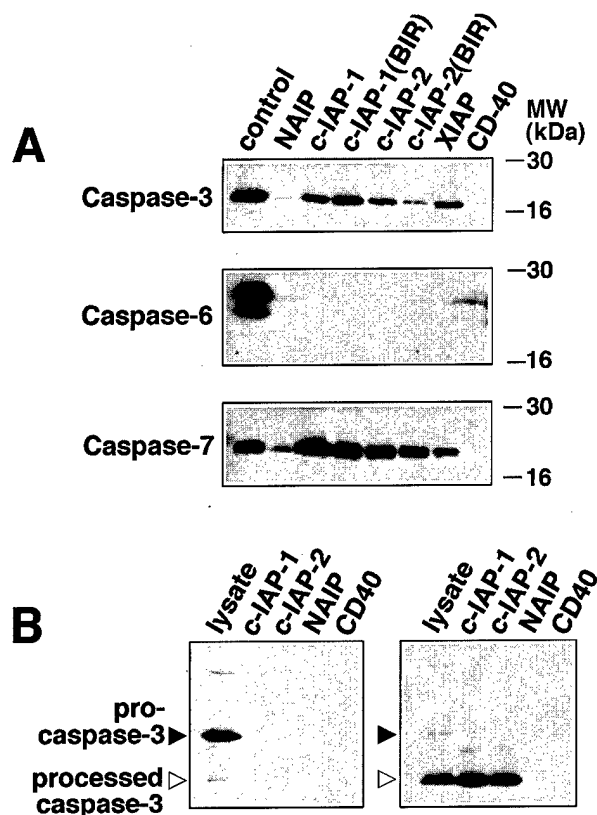 A
control
NAIP
c-IAP-1
c-IAP-1(BIR)
c-IAP-2
c-IAP-2(BIR)
XIAP
CD-40
MW
(kDa)
Caspase-3
30
16
Caspase-6
30
16
Caspase-7
30
16
B
lysate
c-IAP-1
c-IAP-2
NAIP
CD40
lysate
c-IAP-1
c-IAP-2
NAIP
CD40
pro-
caspase-3
processed
caspase-3